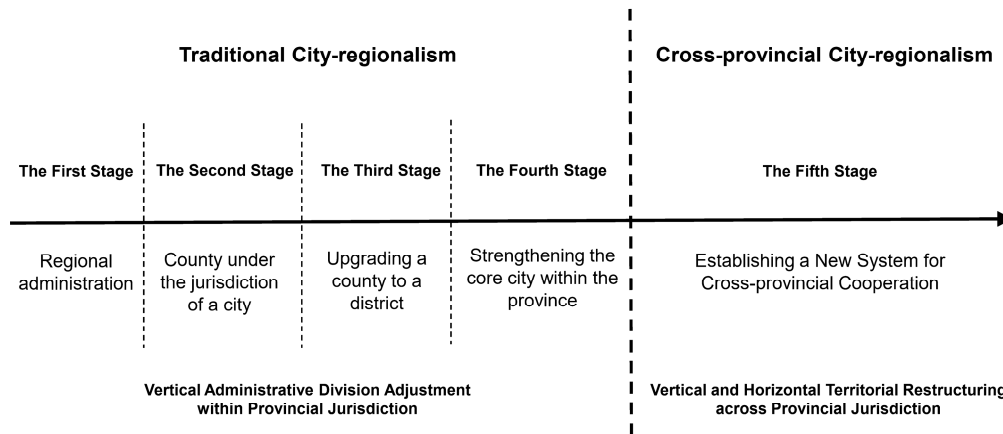 Traditional City-regionalism
Cross-provincial City-regionalism
The First Stage
The Second Stage
The Third Stage
The Fourth Stage
The Fifth Stage
Regional
administration
County under
the jurisdiction
of a city
Upgrading a
county to a
district
Strengthening the
core city within the
province
Establishing a New System for
Cross-provincial Cooperation
Vertical Administrative Division Adjustment
within Provincial Jurisdiction
Vertical and Horizontal Territorial Restructuring
across Provincial Jurisdiction